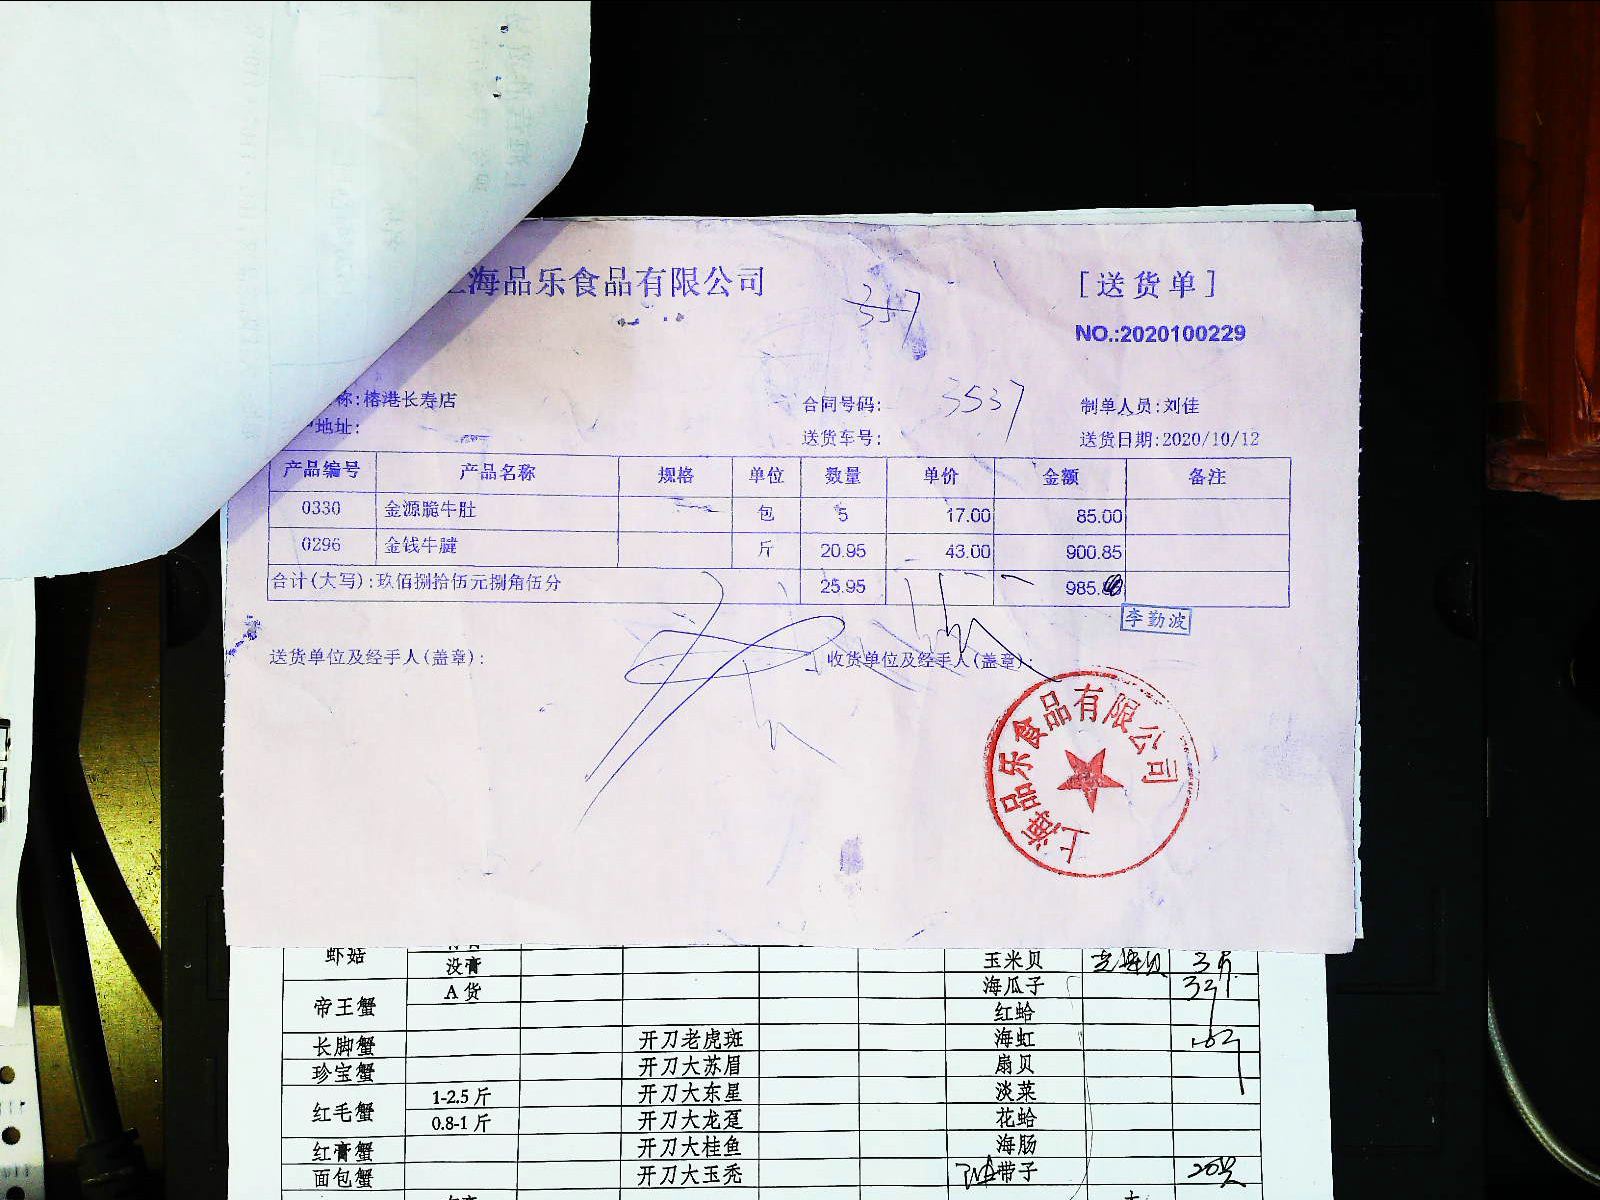 海品乐食品有限公司
[送货单]
357
NO.:2020100229
称:榕港长寿店
合同号码:
3537
制单人员:刘佳
地址:
送货车号:
送货日期:2020/10/12
产品编号 产品名称 规格 单位 数量 单价 金额 备注
0330 金源脆牛肚 包 5 17.00 85.00
0296 金钱牛腱 斤 20.95 43.00 900.85
合计(大写):玖佰捌拾伍元捌角伍分 25.95 985.
李勤波
送货单位及经手人(盖章):
收货单位及经手人(盖章):
上海品乐食品有限公司
虾菇 没膏 玉米贝 3斤
帝王蟹 A货 海瓜子 3斤
红蛤
长脚蟹 开刀老虎斑 海虹
珍宝蟹 开刀大苏眉 扇贝
红毛蟹 1-2.5斤 开刀大东星 淡菜
0.8-1斤 开刀大龙趸 花蛤
红膏蟹 开刀大桂鱼 海肠
面包蟹 开刀大玉秃 带子 20只